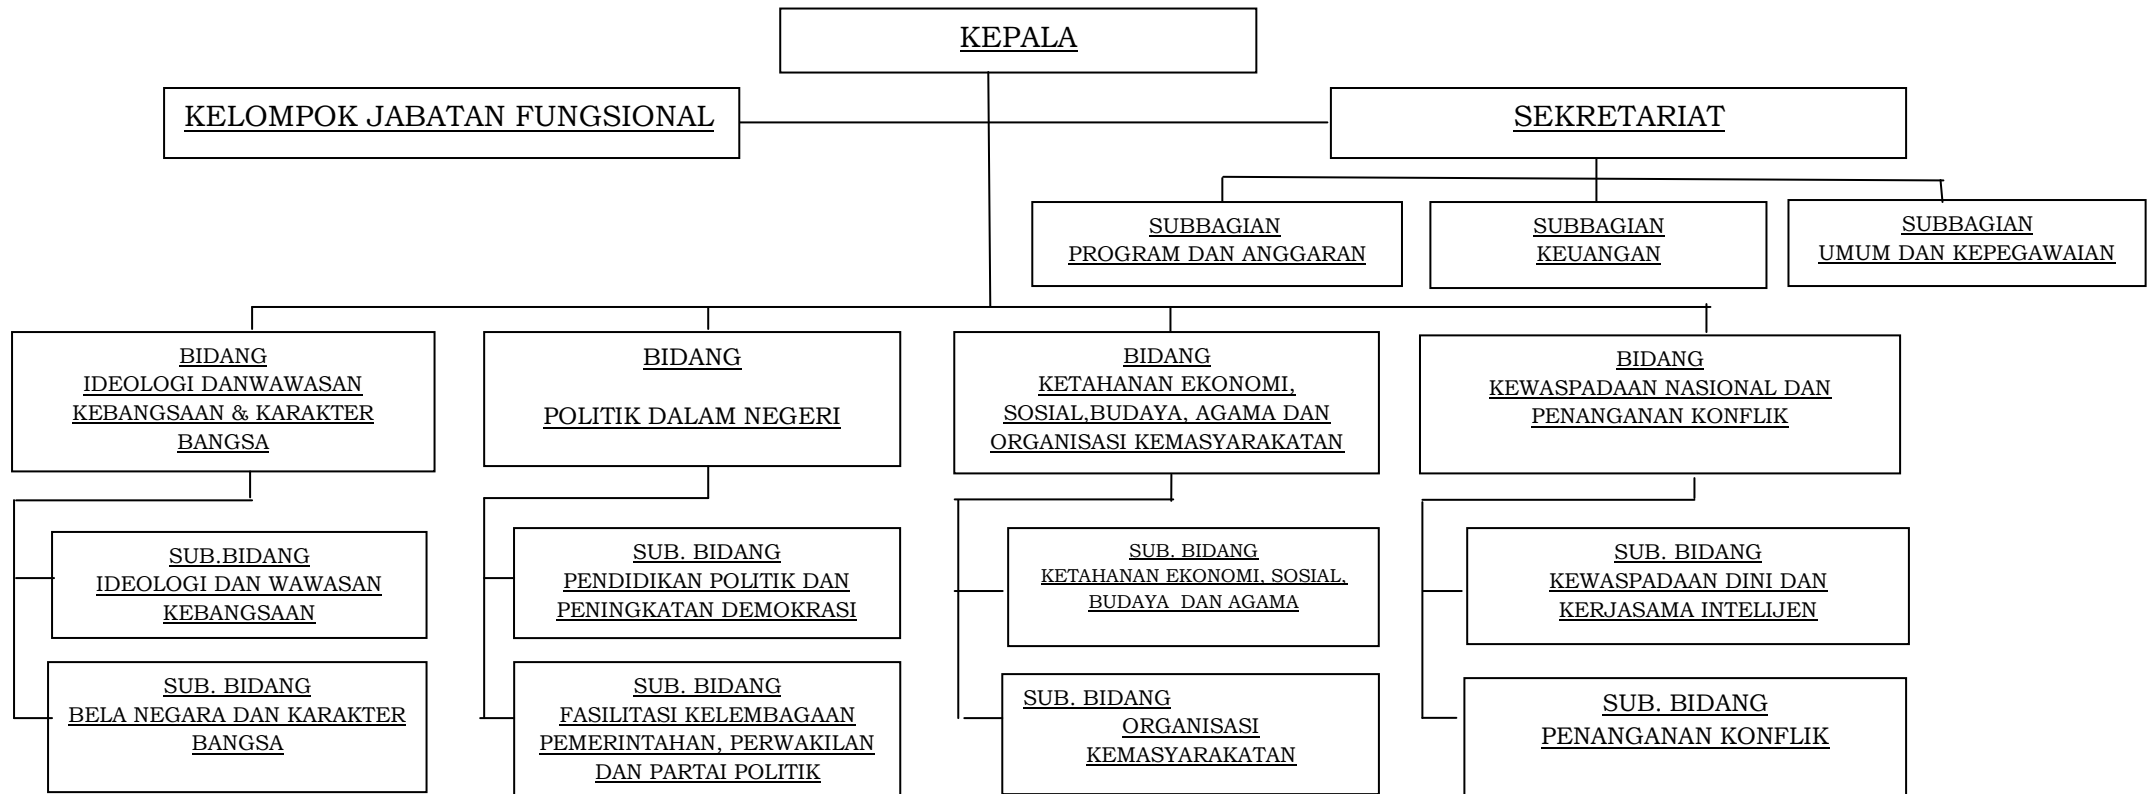 KEPALA
KELOMPOK JABATAN FUNGSIONAL
SEKRETARIAT
SUBBAGIAN
PROGRAM DAN ANGGARAN
SUBBAGIAN
KEUANGAN
SUBBAGIAN
UMUM DAN KEPEGAWAIAN
BIDANG
IDEOLOGI DANWAWASAN
KEBANGSAAN & KARAKTER
BANGSA
BIDANG
POLITIK DALAM NEGERI
BIDANG
KETAHANAN EKONOMI,
SOSIAL,BUDAYA, AGAMA DAN
ORGANISASI KEMASYARAKATAN
BIDANG
KEWASPADAAN NASIONAL DAN
PENANGANAN KONFLIK
SUB.BIDANG
IDEOLOGI DAN WAWASAN
KEBANGSAAN
SUB. BIDANG
PENDIDIKAN POLITIK DAN
PENINGKATAN DEMOKRASI
SUB. BIDANG
KETAHANAN EKONOMI, SOSIAL,
BUDAYA DAN AGAMA
SUB. BIDANG
KEWASPADAAN DINI DAN
KERJASAMA INTELIJEN
SUB. BIDANG
BELA NEGARA DAN KARAKTER
BANGSA
SUB. BIDANG
FASILITASI KELEMBAGAAN
PEMERINTAHAN, PERWAKILAN
DAN PARTAI POLITIK
SUB. BIDANG
ORGANISASI
KEMASYARAKATAN
SUB. BIDANG
PENANGANAN KONFLIK